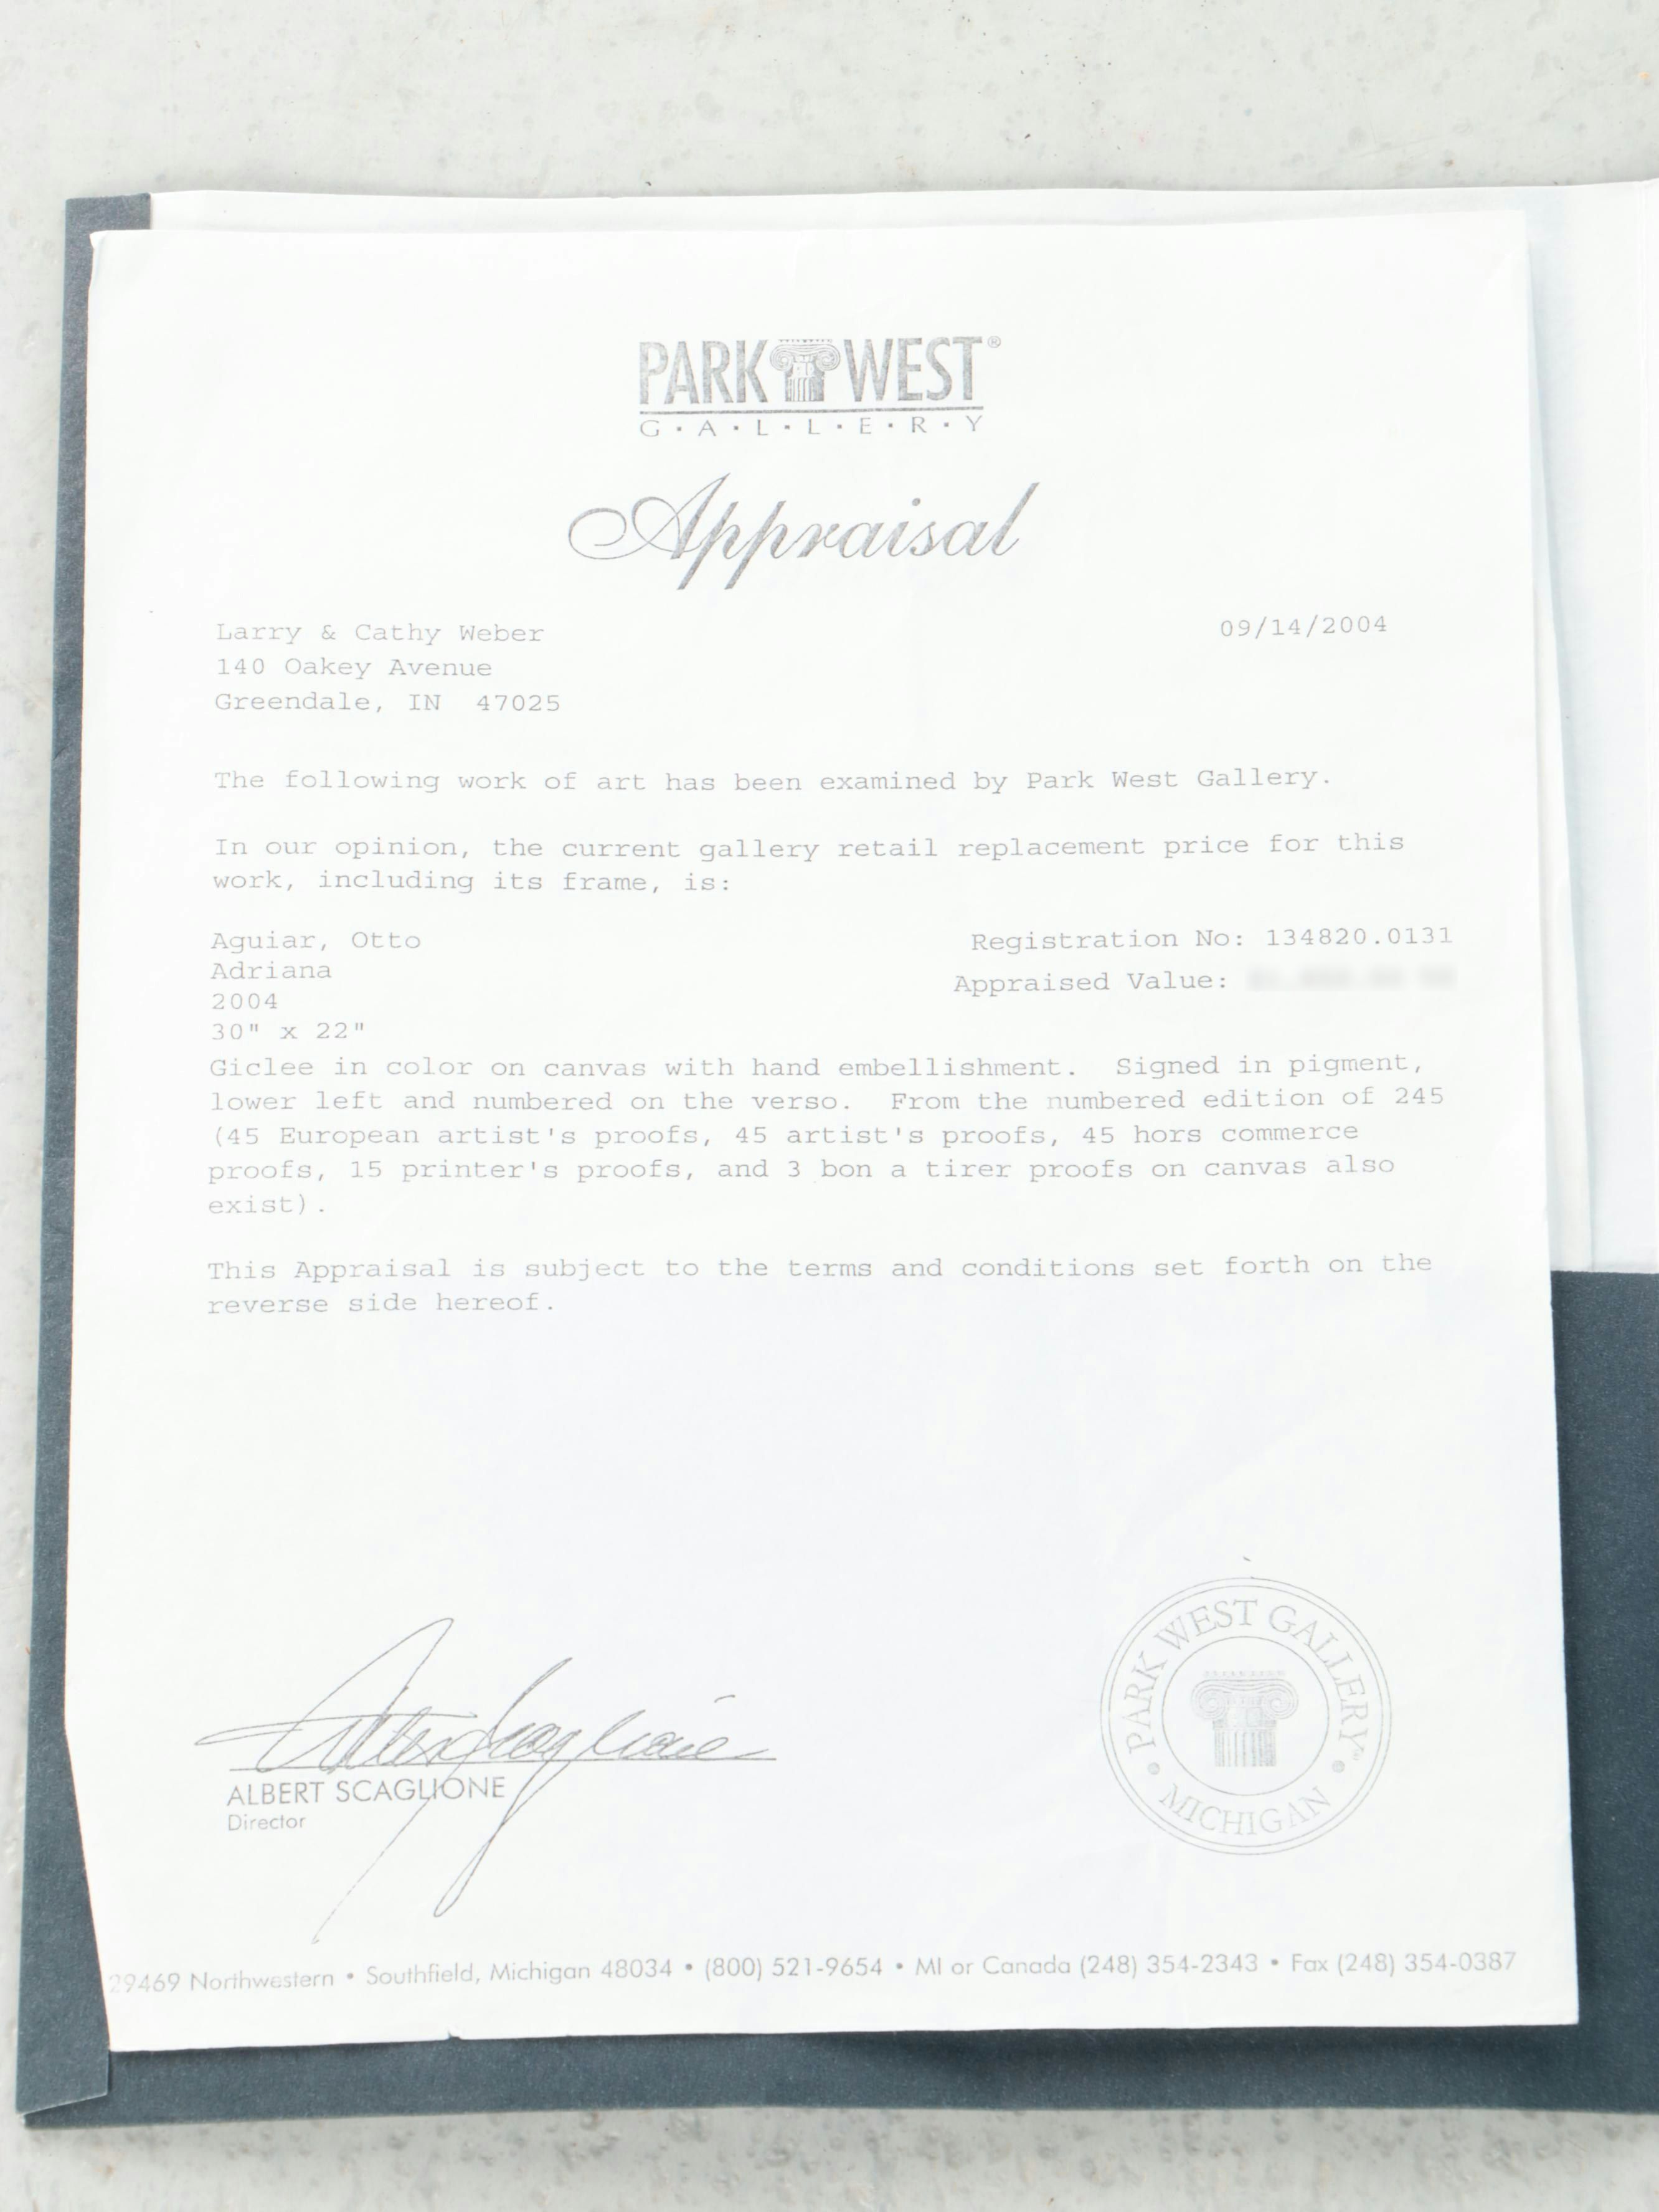 PARK WEST®
G·A·L·L·E·R·Y
Appraisal
Larry & Cathy Weber 09/14/2004
140 Oakey Avenue
Greendale, IN 47025
The following work of art has been examined by Park West Gallery.
In our opinion, the current gallery retail replacement price for this
work, including its frame, is:
Aguiar, Otto Registration No: 134820.0131
Adriana
Appraised Value:
2004
30" x 22"
Giclee in color on canvas with hand embellishment. Signed in pigment,
lower left and numbered on the verso. From the numbered edition of 245
(45 European artist's proofs, 45 artist's proofs, 45 hors commerce
proofs, 15 printer's proofs, and 3 bon a tirer proofs on canvas also
exist).
This Appraisal is subject to the terms and conditions set forth on the
reverse side hereof.
Albert Scaglione
ALBERT SCAGLIONE
Director
PARK WEST GALLERY • MICHIGAN •
29469 Northwestern • Southfield, Michigan 48034 • (800) 521-9654 • MI or Canada (248) 354-2343 • Fax (248) 354-0387